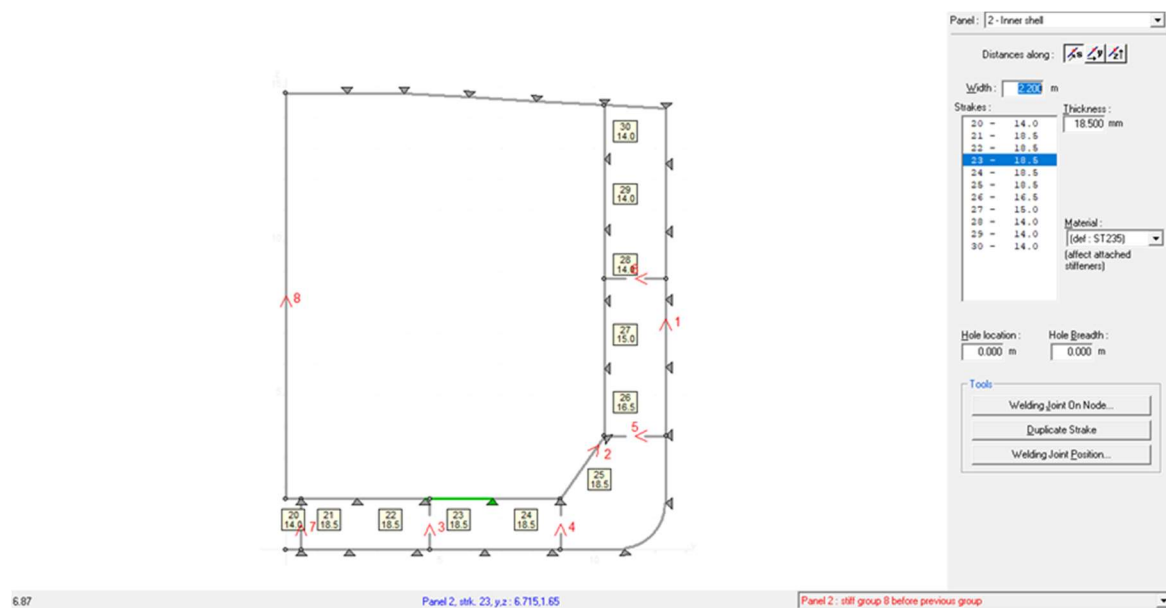 Panel : 2 - Inner shell
Distances along : s y z
Width : 2.200 m
Strakes :
Thickness :
18.500 mm
20 - 14.0
21 - 18.5
22 - 18.5
23 - 18.5
24 - 18.5
25 - 18.5
26 - 16.5
27 - 15.0
28 - 14.0
29 - 14.0
30 - 14.0
Material :
(def : ST235)
(affect attached
stiffeners)
Hole location :
0.000 m
Hole Breadth :
0.000 m
Tools
Welding Joint On Node...
Duplicate Strake
Welding Joint Position...
30
14.0
29
14.0
28
14.0
6
8
1
27
15.0
26
16.5
5
2
25
18.5
20
14.0
7
21
18.5
22
18.5
3
23
18.5
24
18.5
4
6.87
Panel 2, strk. 23, y,z : 6.715,1.65
Panel 2 : stiff group 8 before previous group